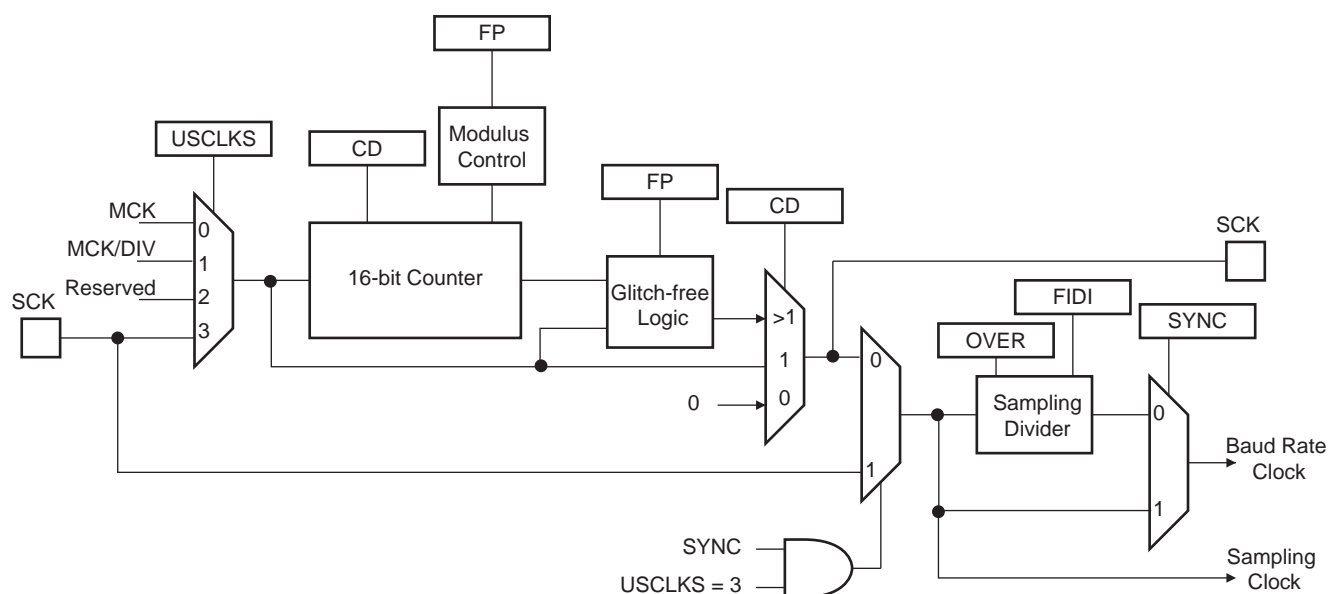 FP
USCLKS
CD
Modulus
Control
FP
CD
MCK
0
MCK/DIV
1
Reserved
2
SCK
3
16-bit Counter
Glitch-free
Logic
>1
1
0
0
SCK
FIDI
OVER
SYNC
0
1
Sampling
Divider
0
1
Baud Rate
Clock
SYNC
USCLKS = 3
Sampling
Clock